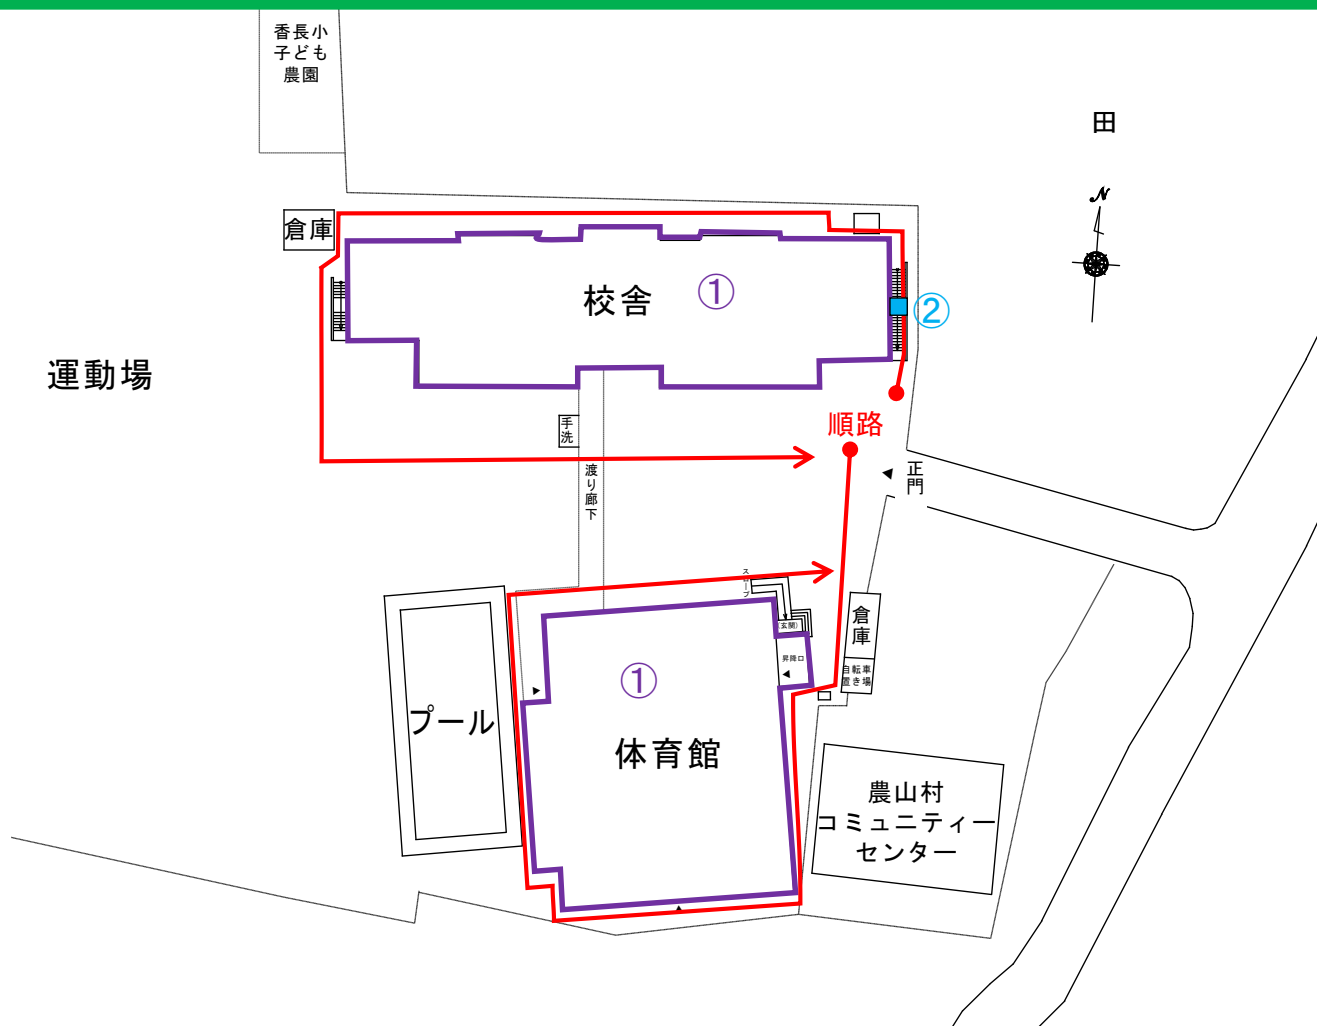 香長小
子ども
農園
田
N
倉庫
校舎
①
②
運動場
手洗
順路
渡り廊下
正門
スロープ
(玄関)
昇降口
倉庫
自転車
置き場
①
プール
体育館
農山村
コミュニティー
センター